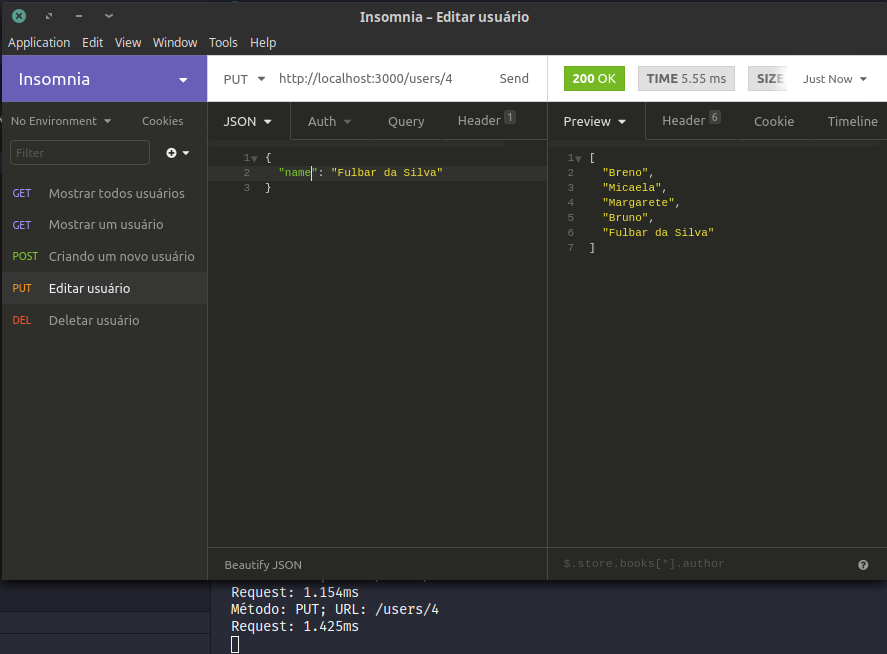 Insomnia – Editar usuário
Application Edit View Window Tools Help
Insomnia
PUT http://localhost:3000/users/4 Send
200 OK TIME 5.55 ms SIZE Just Now
No Environment Cookies
JSON Auth Query Header 1
Preview Header 6 Cookie Timeline
Filter
GET Mostrar todos usuários
GET Mostrar um usuário
POST Criando um novo usuário
PUT Editar usuário
DEL Deletar usuário
1 {
2 "name": "Fulbar da Silva"
3 }
1 [
2 "Breno",
3 "Micaela",
4 "Margarete",
5 "Bruno",
6 "Fulbar da Silva"
7 ]
Beautify JSON
$.store.books[*].author
Request: 1.154ms
Método: PUT; URL: /users/4
Request: 1.425ms